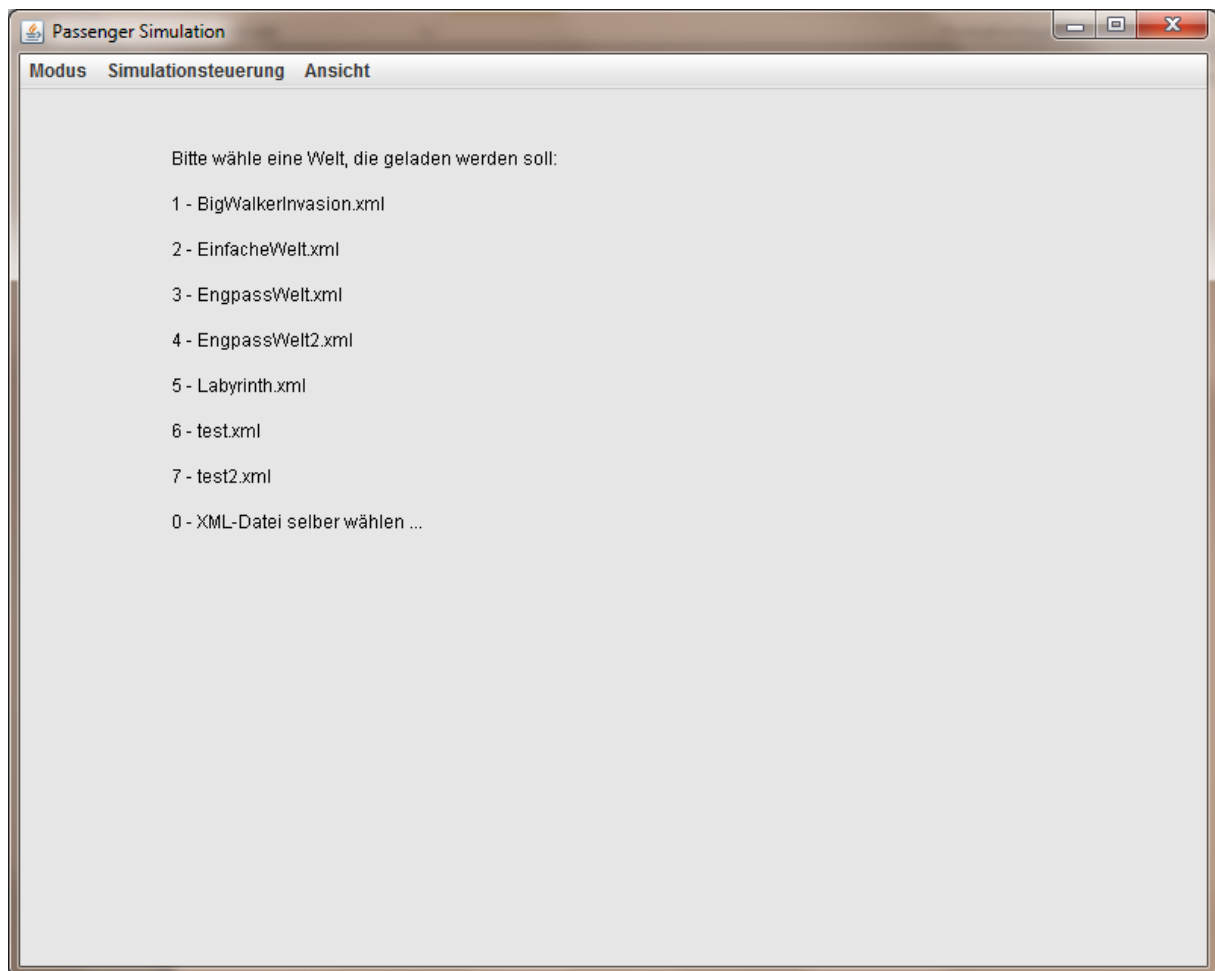 Passenger Simulation
Modus Simulationsteuerung Ansicht
Bitte wähle eine Welt, die geladen werden soll:
1 - BigWalkerInvasion.xml
2 - EinfacheWelt.xml
3 - EngpassWelt.xml
4 - EngpassWelt2.xml
5 - Labyrinth.xml
6 - test.xml
7 - test2.xml
0 - XML-Datei selber wählen ...